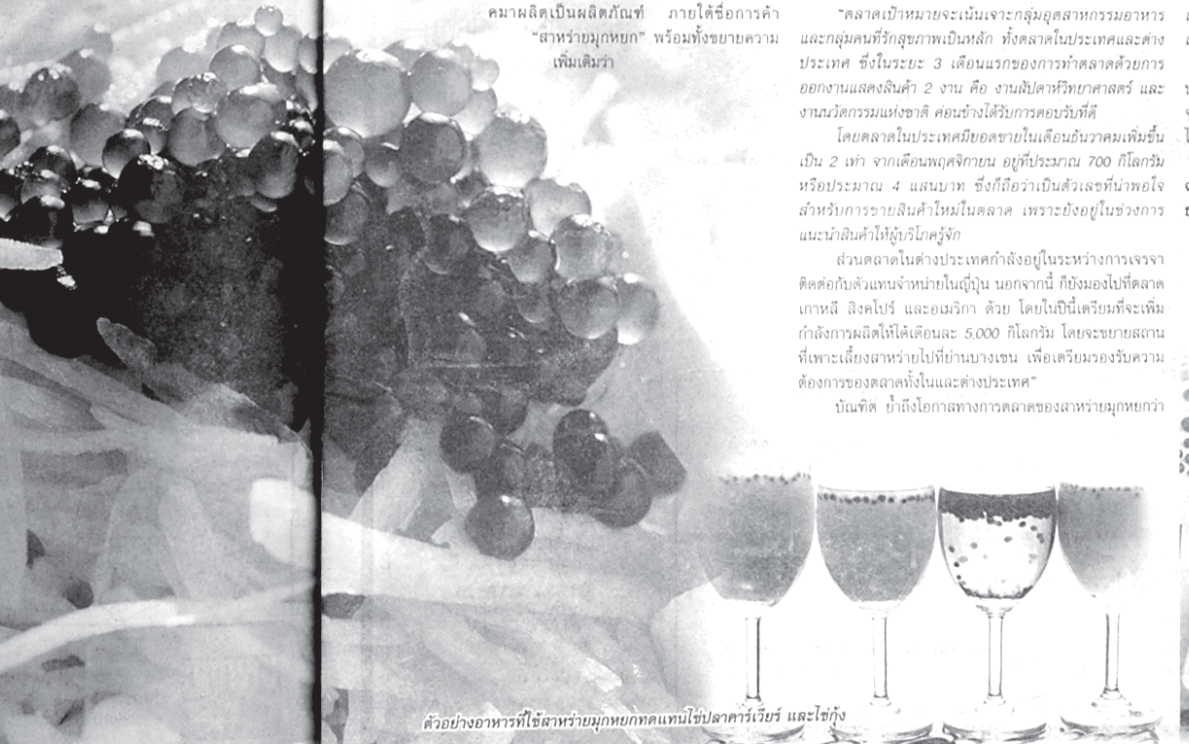 คมาผลิตเป็นผลิตภัณฑ์ ภายใต้ชื่อการค้า
“สาหร่ายมุกหยก” พร้อมทั้งขยายความ
เพิ่มเติมว่า
“ตลาดเป้าหมายจะเน้นเจาะกลุ่มอุตสาหกรรมอาหาร
และกลุ่มคนที่รักสุขภาพเป็นหลัก ทั้งตลาดในประเทศและต่าง
ประเทศ ซึ่งในระยะ 3 เดือนแรกของการทำตลาดด้วยการ
ออกงานแสดงสินค้า 2 งาน คือ งานสัปดาห์วิทยาศาสตร์ และ
งานนวัตกรรมแห่งชาติ ค่อนข้างได้รับการตอบรับที่ดี
โดยตลาดในประเทศมียอดขายในเดือนธันวาคมเพิ่มขึ้น
เป็น 2 เท่า จากเดือนพฤศจิกายน อยู่ที่ประมาณ 700 กิโลกรัม
หรือประมาณ 4 แสนบาท ซึ่งก็ถือว่าเป็นตัวเลขที่น่าพอใจ
สำหรับการขายสินค้าใหม่ในตลาด เพราะยังอยู่ในช่วงการ
แนะนำสินค้าให้ผู้บริโภครู้จัก
ส่วนตลาดในต่างประเทศกำลังอยู่ในระหว่างการเจรจา
ติดต่อกับตัวแทนจำหน่ายในญี่ปุ่น นอกจากนี้ ก็ยังมองไปที่ตลาด
เกาหลี สิงคโปร์ และอเมริกา ด้วย โดยในปีนี้เตรียมที่จะเพิ่ม
กำลังการผลิตให้ได้เดือนละ 5,000 กิโลกรัม โดยจะขยายสถาน
ที่เพาะเลี้ยงสาหร่ายไปที่ย่านบางเขน เพื่อเตรียมรองรับความ
ต้องการของตลาดทั้งในและต่างประเทศ”
บัณฑิต ย้ำถึงโอกาสทางการตลาดของสาหร่ายมุกหยกว่า
ตัวอย่างอาหารที่ใช้สาหร่ายมุกหยกทดแทนไข่ปลาคาร์เวียร์ และไข่กุ้ง